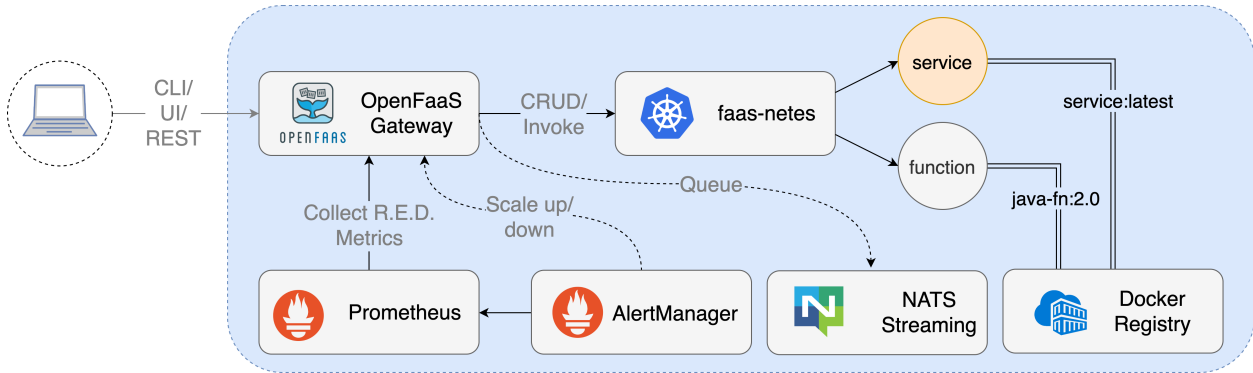 CLI/
UI/
REST
OPENFAAS
OpenFaaS
Gateway
CRUD/
Invoke
faas-netes
service
service:latest
function
java-fn:2.0
Queue
Collect R.E.D.
Metrics
Scale up/
down
Prometheus
AlertManager
N
NATS
Streaming
Docker
Registry